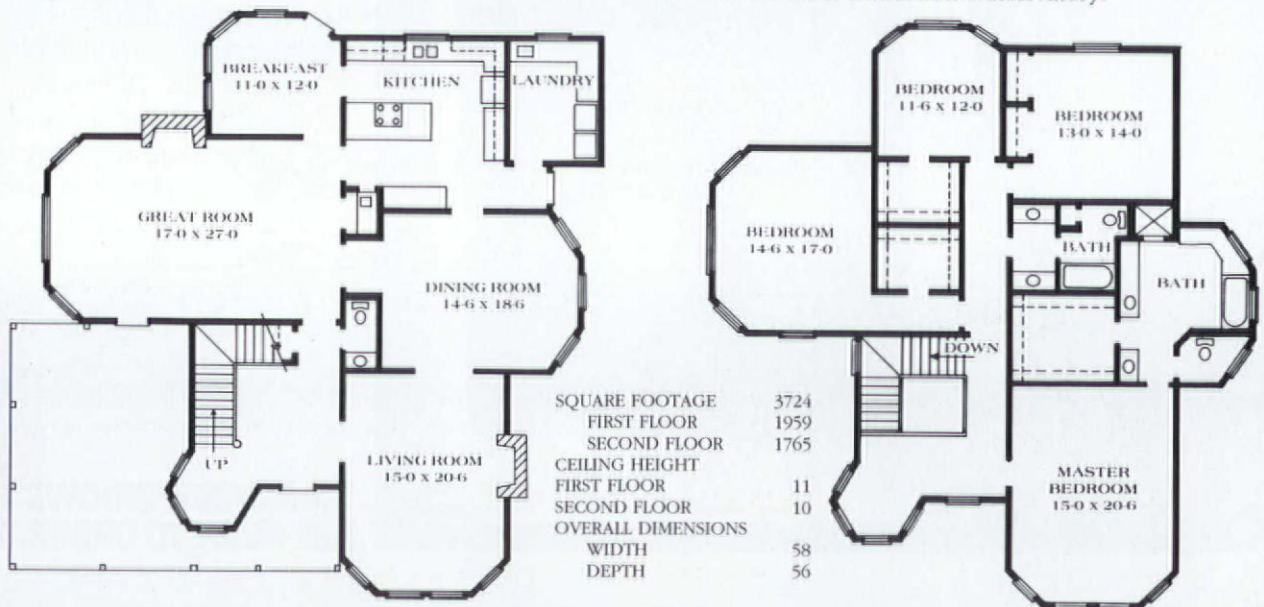 BREAKFAST
11-0 x 12-0
KITCHEN
LAUNDRY
GREAT ROOM
17-0 x 27-0
DINING ROOM
14-6 x 18-6
UP
LIVING ROOM
15-0 x 20-6
SQUARE FOOTAGE 3724
FIRST FLOOR 1959
SECOND FLOOR 1765
CEILING HEIGHT
FIRST FLOOR 11
SECOND FLOOR 10
OVERALL DIMENSIONS
WIDTH 58
DEPTH 56
BEDROOM
11-6 x 12-0
BEDROOM
13-0 x 14-0
BEDROOM
14-6 x 17-0
BATH
BATH
DOWN
MASTER
BEDROOM
15-0 x 20-6